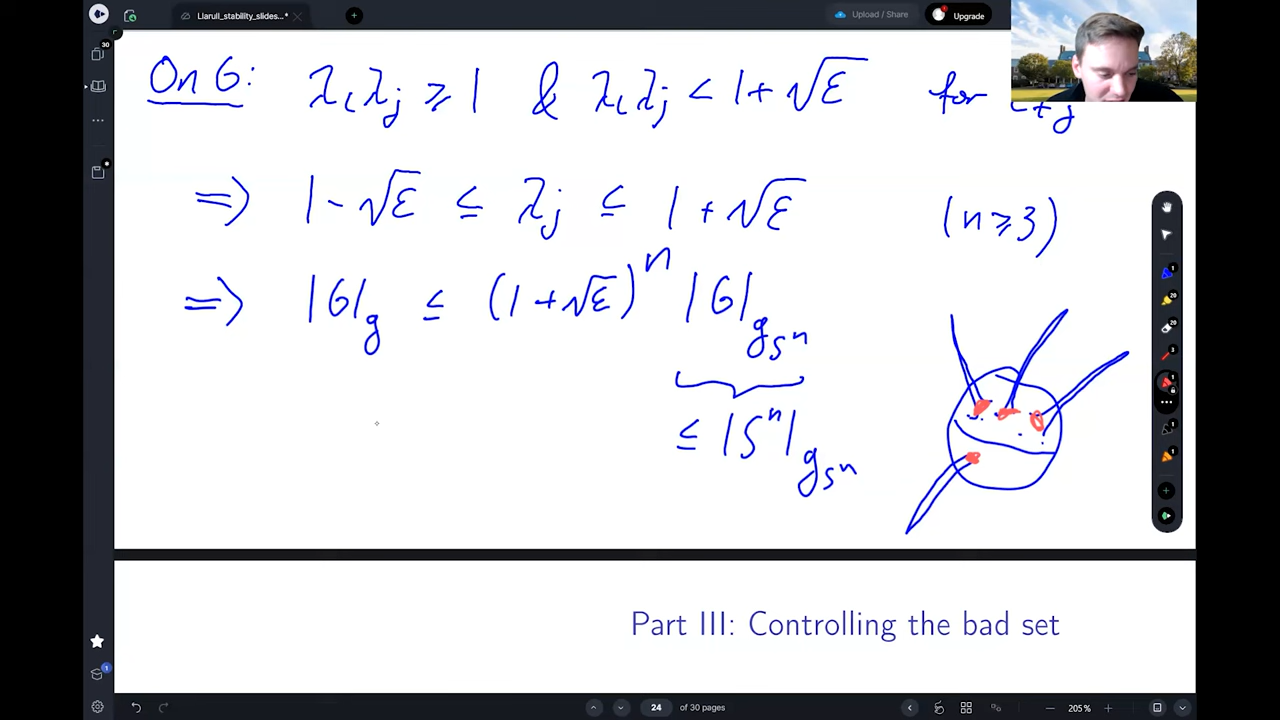 Llarull_stability_slides...*
Upload / Share
Upgrade
30
On G: λᵢλⱼ ≥ 1 & λᵢλⱼ < 1 + √ε for i ≠ j
⟹ 1 - √ε ≤ λⱼ ≤ 1 + √ε (n ≥ 3)
⟹ |G|_g ≤ (1 + √ε)ⁿ |G|_{g_{Sⁿ}}
≤ |Sⁿ|_{g_{Sⁿ}}
Part III: Controlling the bad set
24 of 30 pages
205%